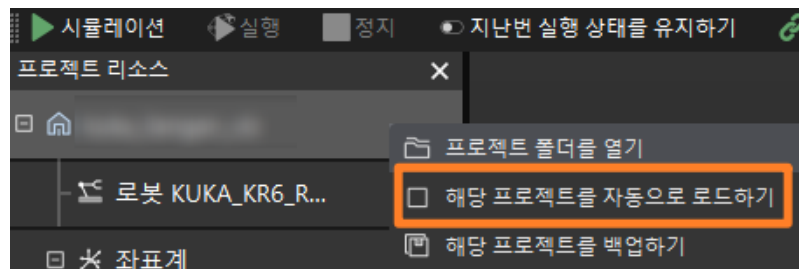 시뮬레이션 실행 정지 지난번 실행 상태를 유지하기
프로젝트 리소스
프로젝트 폴더를 열기
로봇 KUKA_KR6_R...
해당 프로젝트를 자동으로 로드하기
좌표계
해당 프로젝트를 백업하기